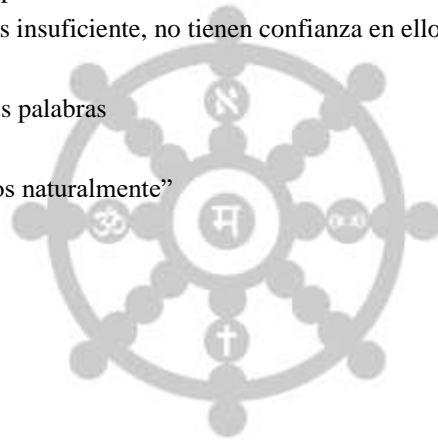 s insuficiente, no tienen confianza en ello
s palabras
os naturalmente”
א
ॐ
म
✝